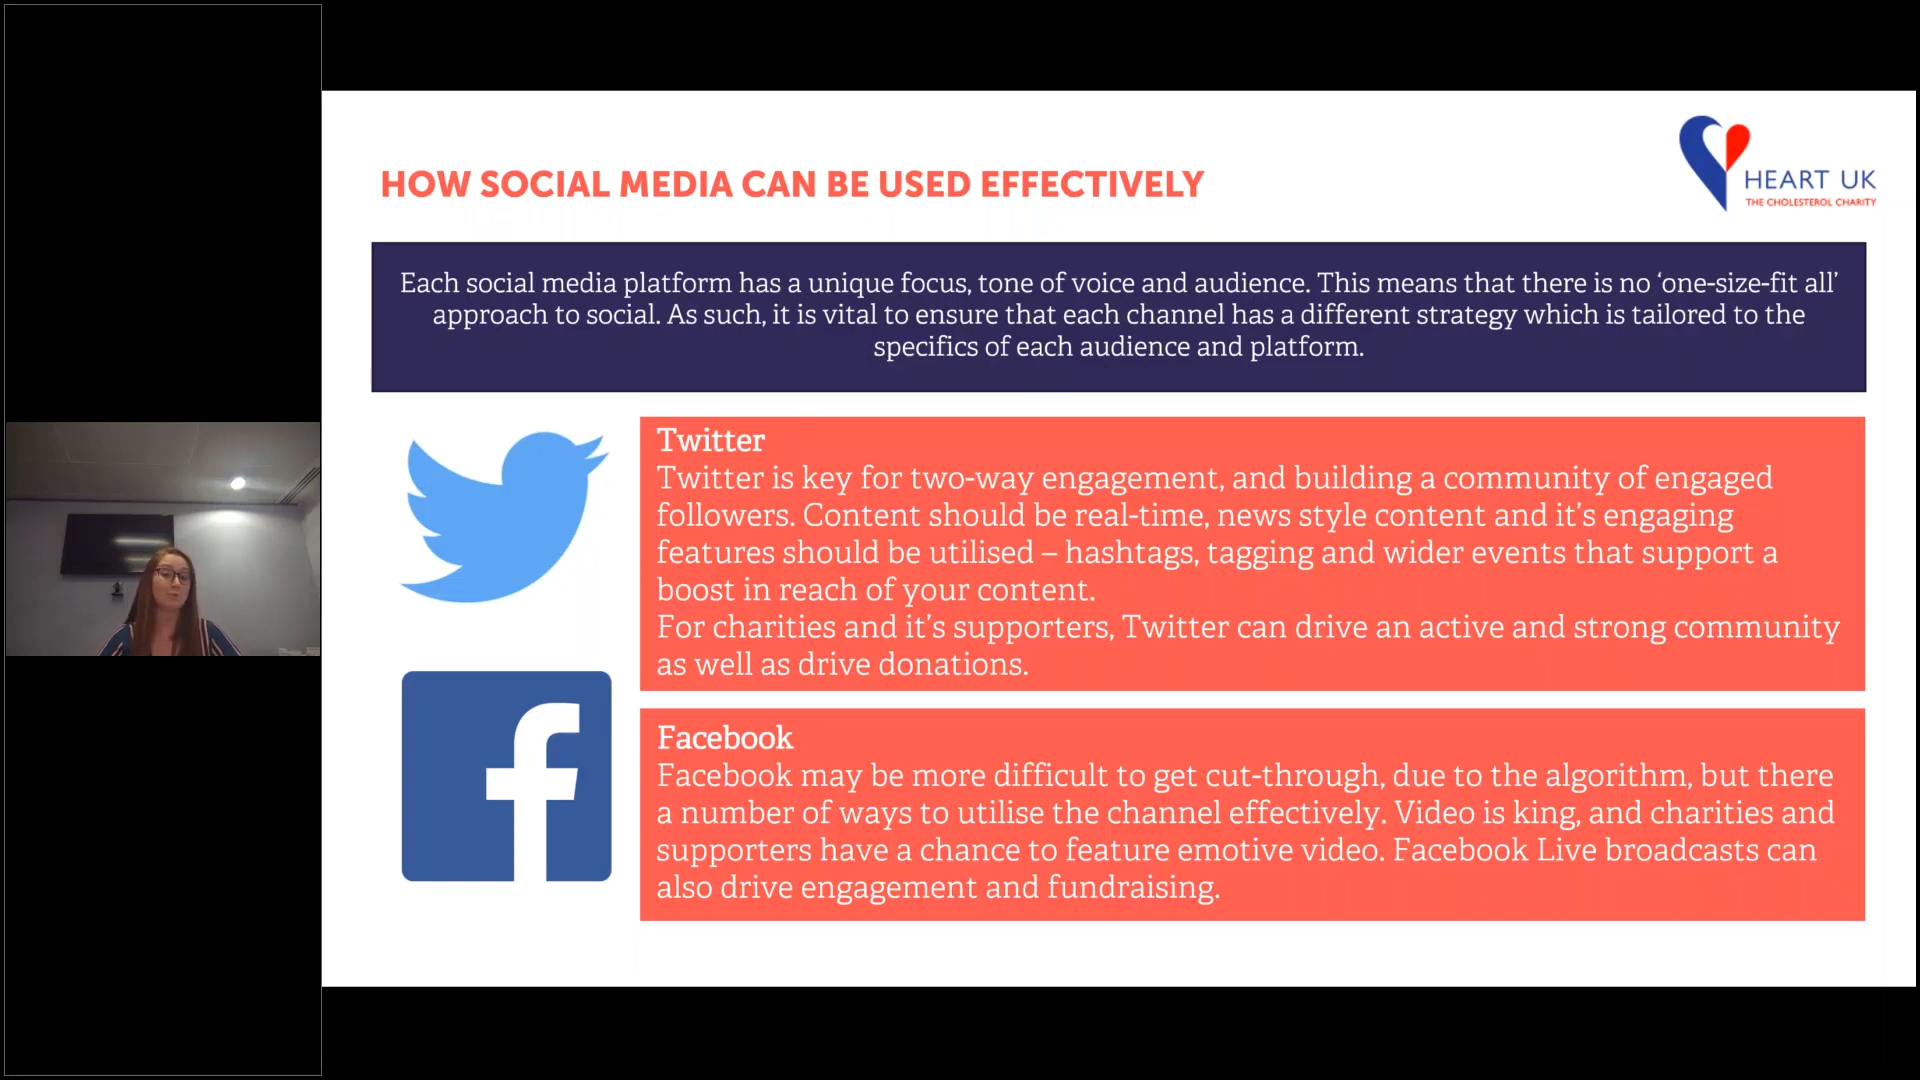 HOW SOCIAL MEDIA CAN BE USED EFFECTIVELY
HEART UK
THE CHOLESTEROL CHARITY
Each social media platform has a unique focus, tone of voice and audience. This means that there is no ‘one-size-fit all’
approach to social. As such, it is vital to ensure that each channel has a different strategy which is tailored to the
specifics of each audience and platform.
Twitter
Twitter is key for two-way engagement, and building a community of engaged
followers. Content should be real-time, news style content and it’s engaging
features should be utilised – hashtags, tagging and wider events that support a
boost in reach of your content.
For charities and it’s supporters, Twitter can drive an active and strong community
as well as drive donations.
Facebook
Facebook may be more difficult to get cut-through, due to the algorithm, but there
a number of ways to utilise the channel effectively. Video is king, and charities and
supporters have a chance to feature emotive video. Facebook Live broadcasts can
also drive engagement and fundraising.